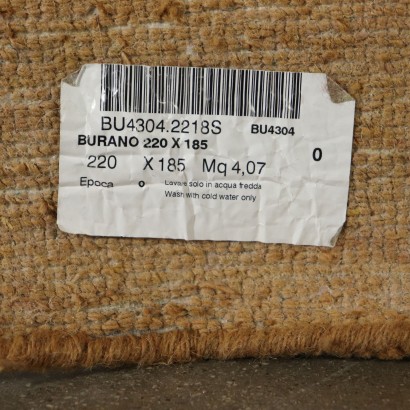 BU4304.2218S BU4304
BURANO 220 X 185
220 X 185 Mq 4,07 0
Epoca o Lavare solo in acqua fredda
Wash with cold water only